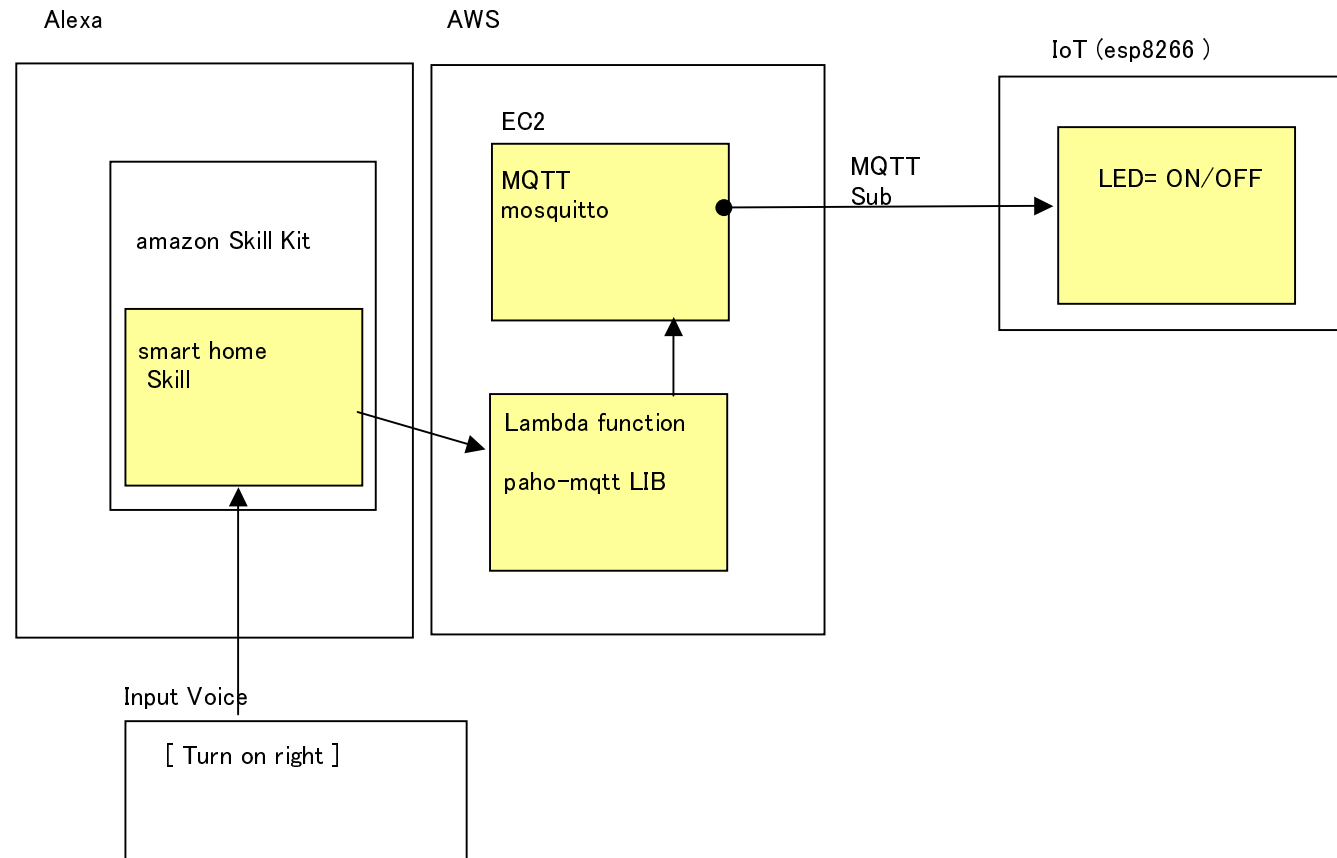 Alexa
AWS
IoT (esp8266 )
EC2
MQTT
mosquitto
MQTT
Sub
LED= ON/OFF
amazon Skill Kit
smart home
Skill
Lambda function
paho-mqtt LIB
Input Voice
[ Turn on right ]